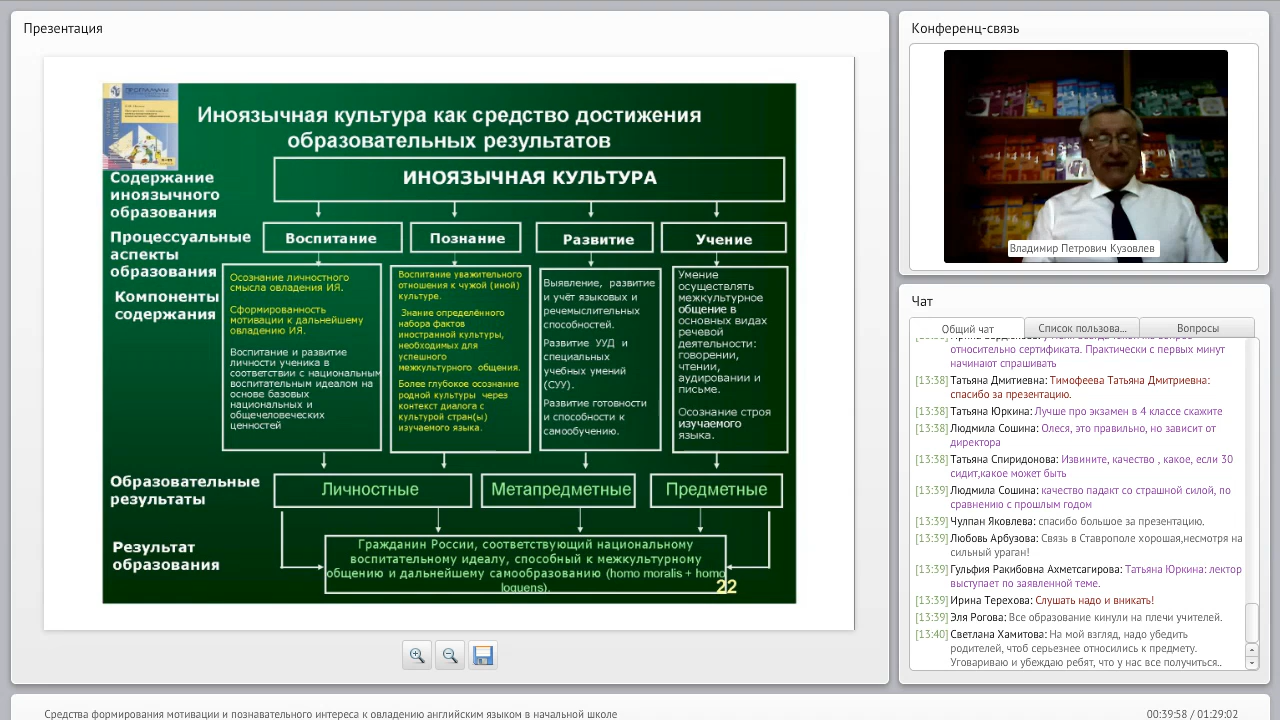 Презентация
Иноязычная культура как средство достижения
образовательных результатов
Содержание
иноязычного
образования
ИНОЯЗЫЧНАЯ КУЛЬТУРА
Процессуальные
аспекты
образования
Воспитание
Познание
Развитие
Учение
Компоненты
содержания
Осознание личностного
смысла овладения ИЯ.
Сформированность
мотивации к дальнейшему
овладению ИЯ.
Воспитание и развитие
личности ученика в
соответствии с национальным
воспитательным идеалом на
основе базовых
национальных и
общечеловеческих
ценностей
Воспитание уважительного
отношения к чужой (иной)
культуре.
Знание определённого
набора фактов
иностранной культуры,
необходимых для
успешного
межкультурного общения.
Более глубокое осознание
родной культуры через
контекст диалога с
культурой стран(ы)
изучаемого языка.
Выявление, развитие
и учёт языковых и
речемыслительных
способностей.
Развитие УУД и
специальных
учебных умений
(СУУ).
Развитие готовности
и способности к
самообучению.
Умение
осуществлять
межкультурное
общение в
основных видах
речевой
деятельности:
говорении,
чтении,
аудировании и
письме.
Осознание строя
изучаемого
языка.
Образовательные
результаты
Личностные
Метапредметные
Предметные
Результат
образования
Гражданин России, соответствующий национальному
воспитательному идеалу, способный к межкультурному
общению и дальнейшему самообразованию (homo moralis + homo
loquens).
22
Конференц-связь
Владимир Петрович Кузовлев
Чат
Общий чат
Список пользова...
Вопросы
относительно сертификата. Практически с первых минут
начинают спрашивать
[13:38] Татьяна Дмитиевна: Тимофеева Татьяна Дмитриевна:
спасибо за презентацию.
[13:38] Татьяна Юркина: Лучше про экзамен в 4 классе скажите
[13:38] Людмила Сошина: Олеся, это правильно, но зависит от
директора
[13:38] Татьяна Спиридонова: Извините, качество , какое, если 30
сидит,какое может быть
[13:39] Людмила Сошина: качество падакт со страшной силой, по
сравнению с прошлым годом
[13:39] Чулпан Яковлева: спасибо большое за презентацию.
[13:39] Любовь Арбузова: Связь в Ставрополе хорошая,несмотря на
сильный ураган!
[13:39] Гульфия Ракибовна Ахметсагирова: Татьяна Юркина: лектор
выступает по заявленной теме.
[13:39] Ирина Терехова: Слушать надо и вникать!
[13:39] Эля Рогова: Все образование кинули на плечи учителей.
[13:40] Светлана Хамитова: На мой взгляд, надо убедить
родителей, чтоб серьезнее относились к предмету.
Уговариваю и убеждаю ребят, что у нас все получиться..
Средства формирования мотивации и познавательного интереса к овладению английским языком в начальной школе
00:39:58 / 01:29:02